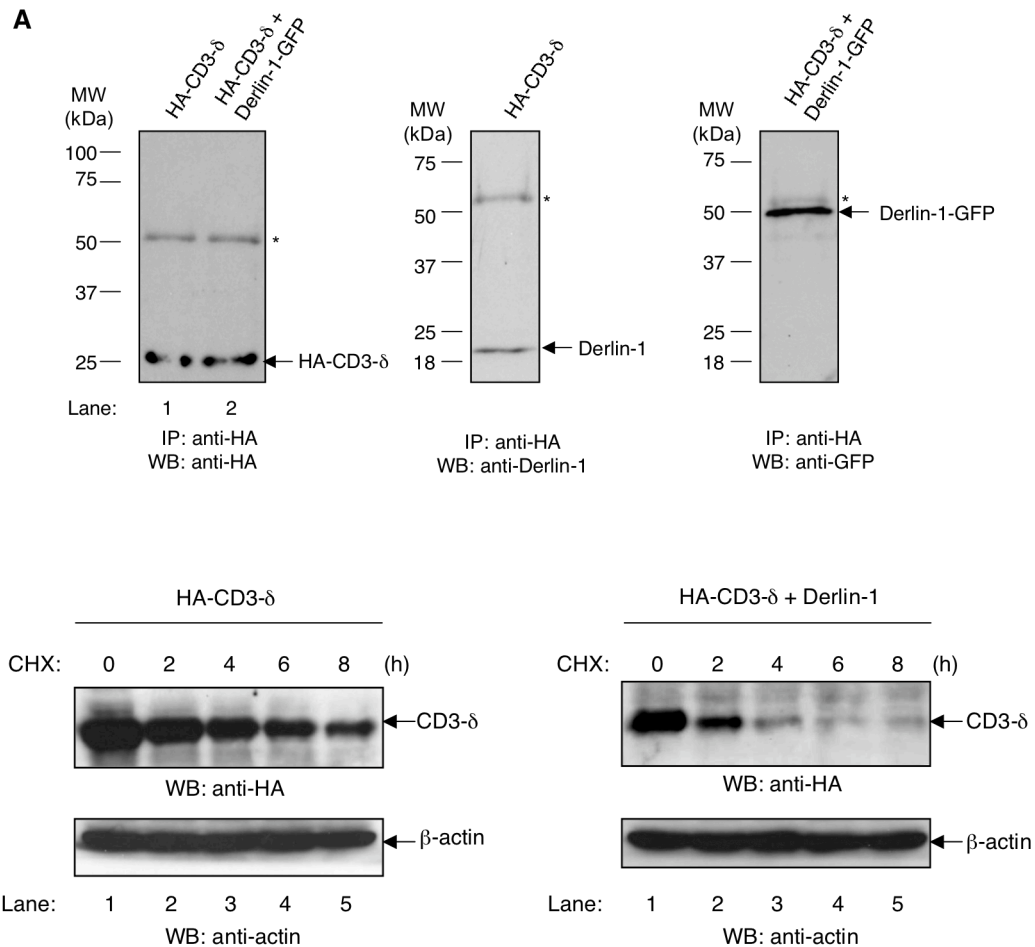 A
HA-CD3-δ
HA-CD3-δ +
Derlin-1-GFP
MW
(kDa)
100
75
50
37
25
*
HA-CD3-δ
Lane: 1 2
IP: anti-HA
WB: anti-HA
HA-CD3-δ
MW
(kDa)
75
50
37
25
18
*
Derlin-1
IP: anti-HA
WB: anti-Derlin-1
HA-CD3-δ +
Derlin-1-GFP
MW
(kDa)
75
50
37
25
18
*
Derlin-1-GFP
IP: anti-HA
WB: anti-GFP
HA-CD3-δ
CHX: 0 2 4 6 8 (h)
CD3-δ
WB: anti-HA
β-actin
Lane: 1 2 3 4 5
WB: anti-actin
HA-CD3-δ + Derlin-1
CHX: 0 2 4 6 8 (h)
CD3-δ
WB: anti-HA
β-actin
Lane: 1 2 3 4 5
WB: anti-actin